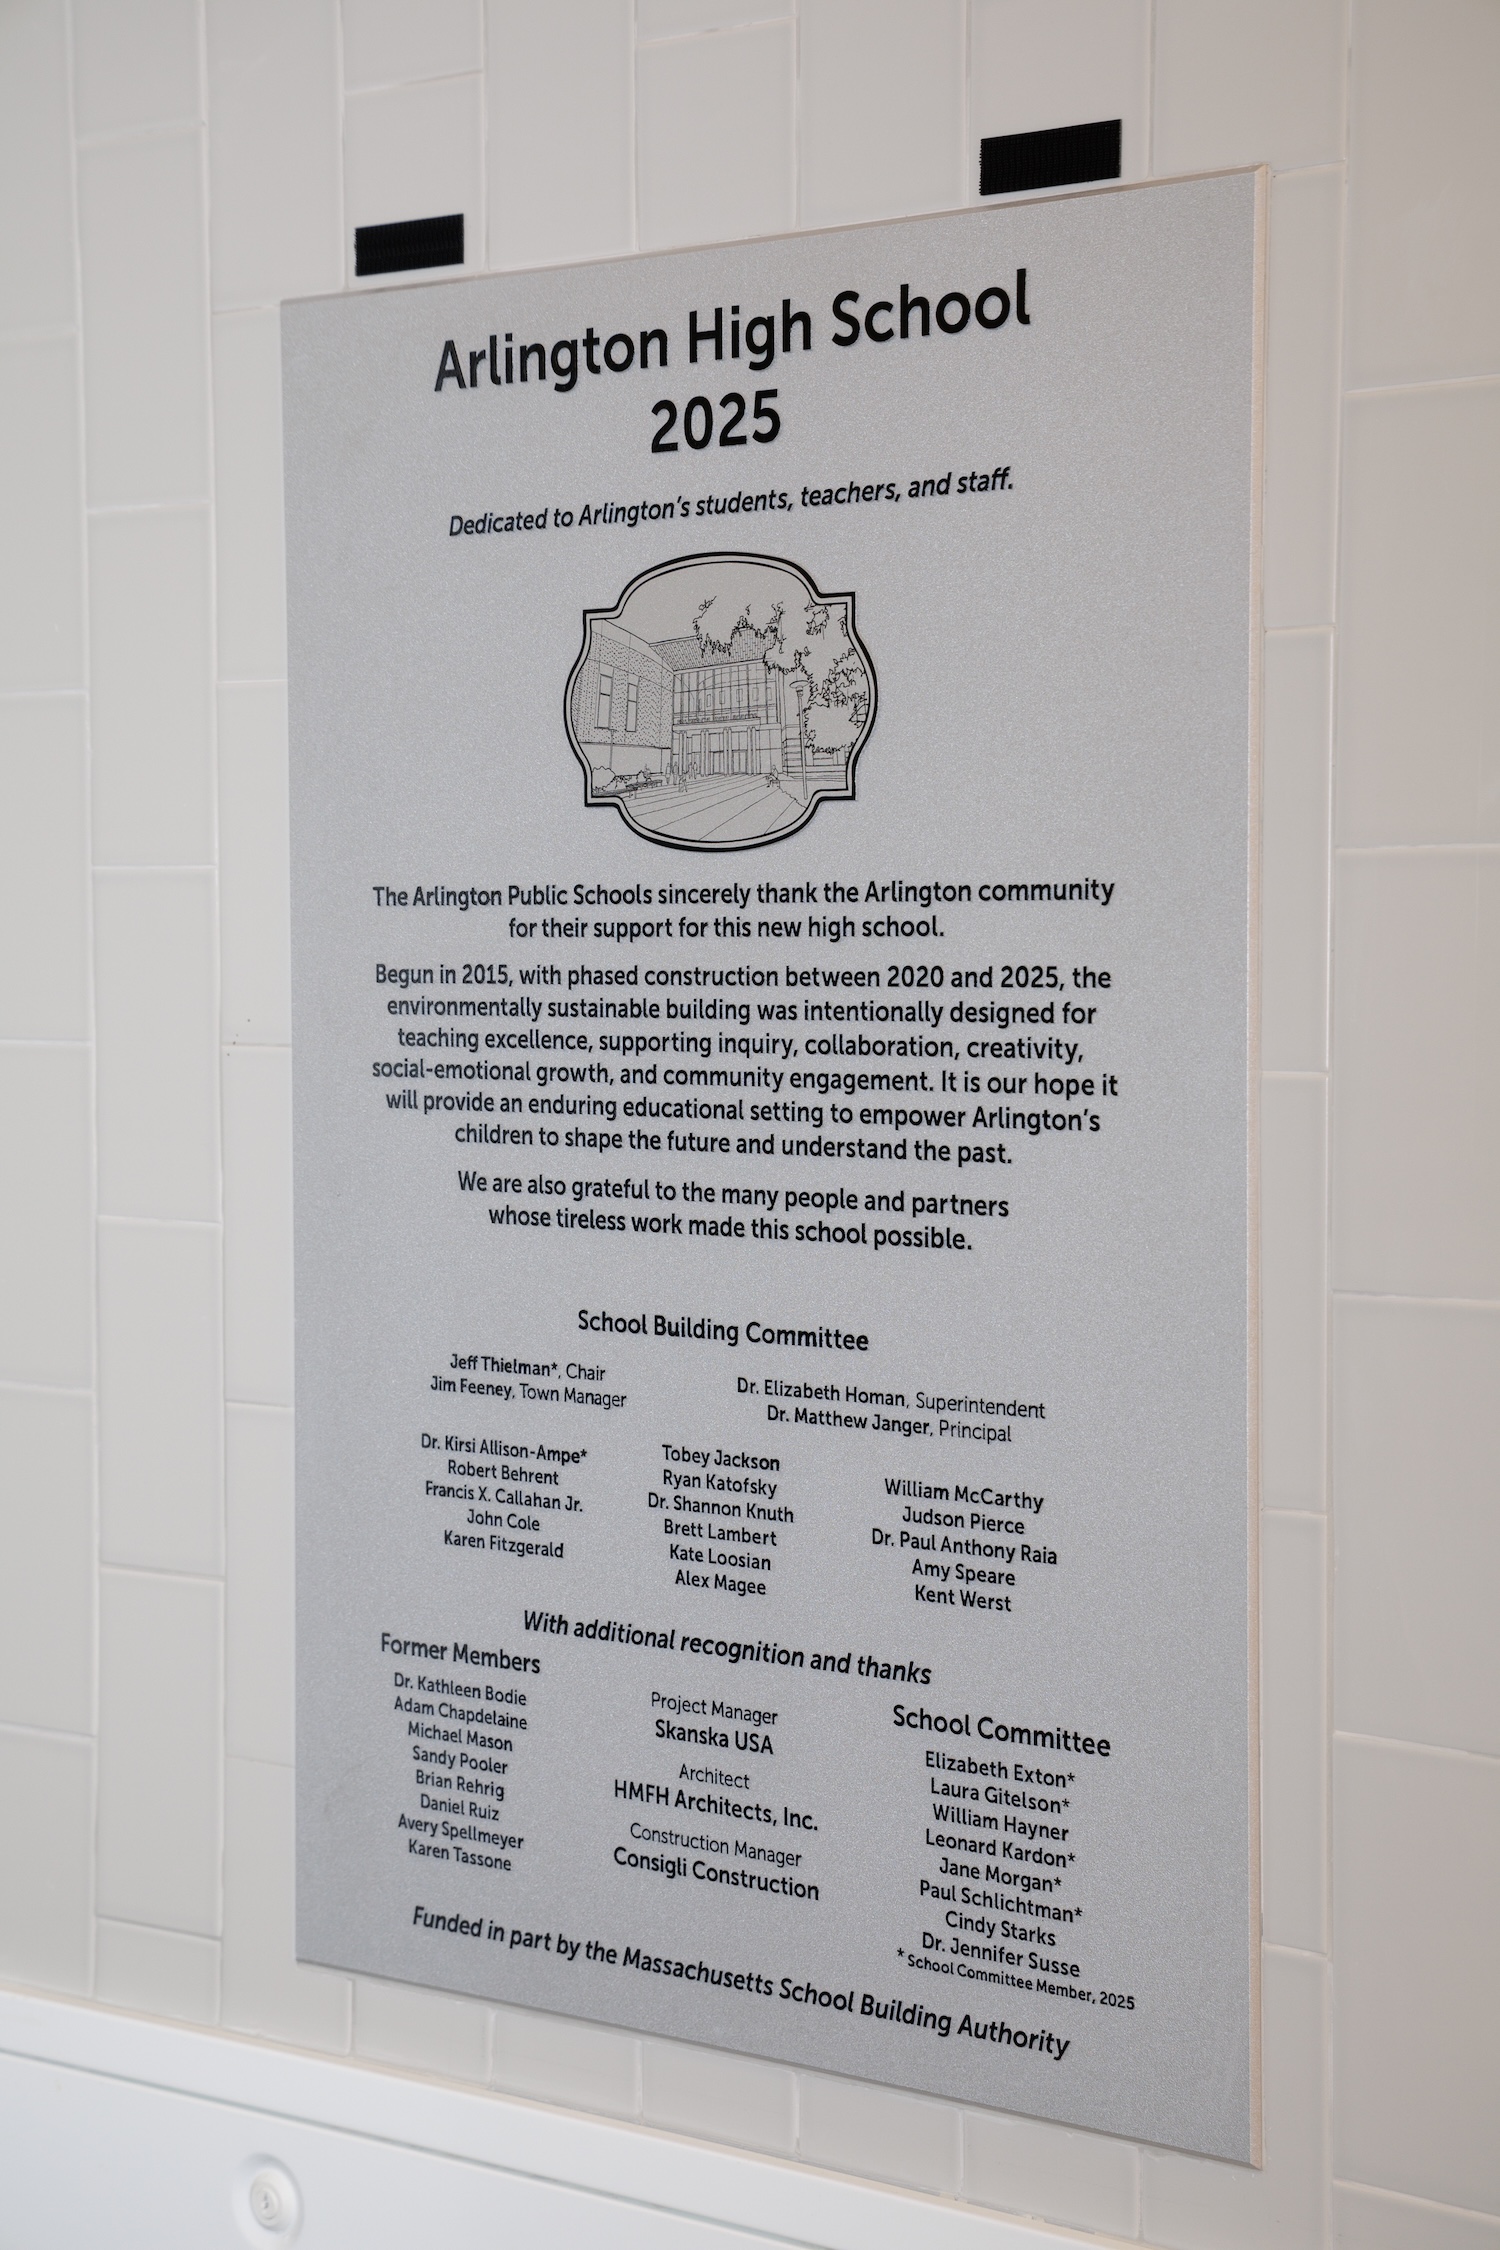 Arlington High School
2025
Dedicated to Arlington's students, teachers, and staff.
The Arlington Public Schools sincerely thank the Arlington community
for their support for this new high school.
Begun in 2015, with phased construction between 2020 and 2025, the
environmentally sustainable building was intentionally designed for
teaching excellence, supporting inquiry, collaboration, creativity,
social-emotional growth, and community engagement. It is our hope it
will provide an enduring educational setting to empower Arlington's
children to shape the future and understand the past.
We are also grateful to the many people and partners
whose tireless work made this school possible.
School Building Committee
Jeff Thielman*, Chair
Jim Feeney, Town Manager
Dr. Elizabeth Homan, Superintendent
Dr. Matthew Janger, Principal
Dr. Kirsi Allison-Ampe*
Robert Behrent
Francis X. Callahan Jr.
John Cole
Karen Fitzgerald
Tobey Jackson
Ryan Katofsky
Dr. Shannon Knuth
Brett Lambert
Kate Loosian
Alex Magee
William McCarthy
Judson Pierce
Dr. Paul Anthony Raia
Amy Speare
Kent Werst
With additional recognition and thanks
Former Members
Dr. Kathleen Bodie
Adam Chapdelaine
Michael Mason
Sandy Pooler
Brian Rehrig
Daniel Ruiz
Avery Spellmeyer
Karen Tassone
Project Manager
Skanska USA
Architect
HMFH Architects, Inc.
Construction Manager
Consigli Construction
School Committee
Elizabeth Exton*
Laura Gitelson*
William Hayner
Leonard Kardon*
Jane Morgan*
Paul Schlichtman*
Cindy Starks
Dr. Jennifer Susse
*School Committee Member, 2025
Funded in part by the Massachusetts School Building Authority